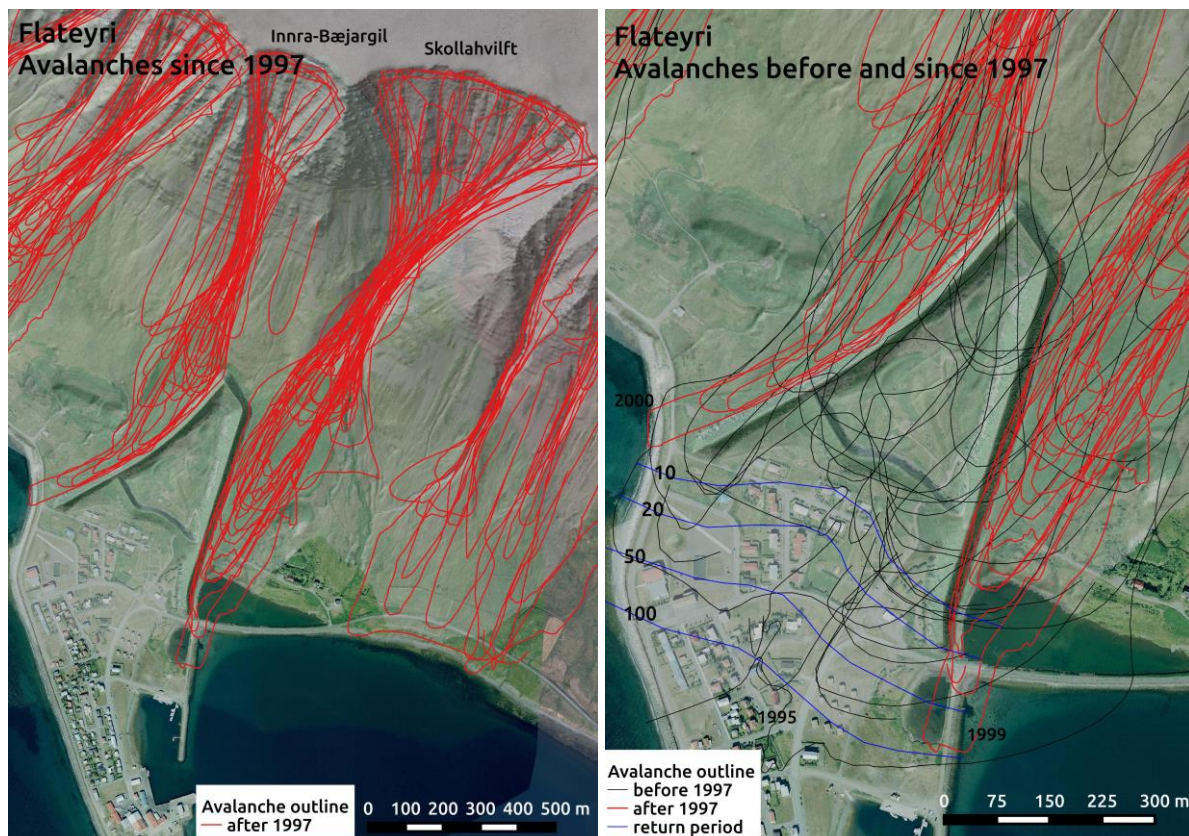 Flateyri
Avalanches since 1997
Innra-Bæjargil
Skollahvilft
Avalanche outline
after 1997
0 100 200 300 400 500 m
Flateyri
Avalanches before and since 1997
2000
10
20
50
100
1995
1999
Avalanche outline
before 1997
after 1997
return period
0 75 150 225 300 m